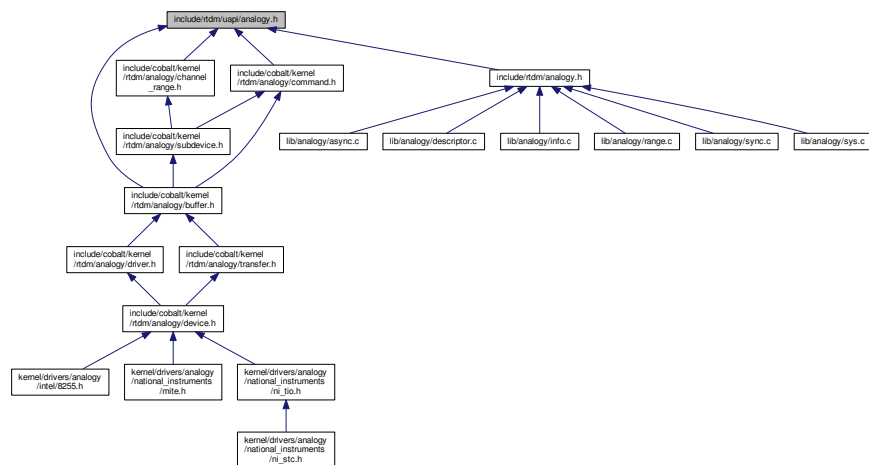 include/rtdm/uapi/analogy.h
include/cobalt/kernel
/rtdm/analogy/channel
_range.h
include/cobalt/kernel
/rtdm/analogy/command.h
include/rtdm/analogy.h
include/cobalt/kernel
/rtdm/analogy/subdevice.h
lib/analogy/async.c
lib/analogy/descriptor.c
lib/analogy/info.c
lib/analogy/range.c
lib/analogy/sync.c
lib/analogy/sys.c
include/cobalt/kernel
/rtdm/analogy/buffer.h
include/cobalt/kernel
/rtdm/analogy/driver.h
include/cobalt/kernel
/rtdm/analogy/transfer.h
include/cobalt/kernel
/rtdm/analogy/device.h
kernel/drivers/analogy
/intel/8255.h
kernel/drivers/analogy
/national_instruments
/mite.h
kernel/drivers/analogy
/national_instruments
/ni_tio.h
kernel/drivers/analogy
/national_instruments
/ni_stc.h